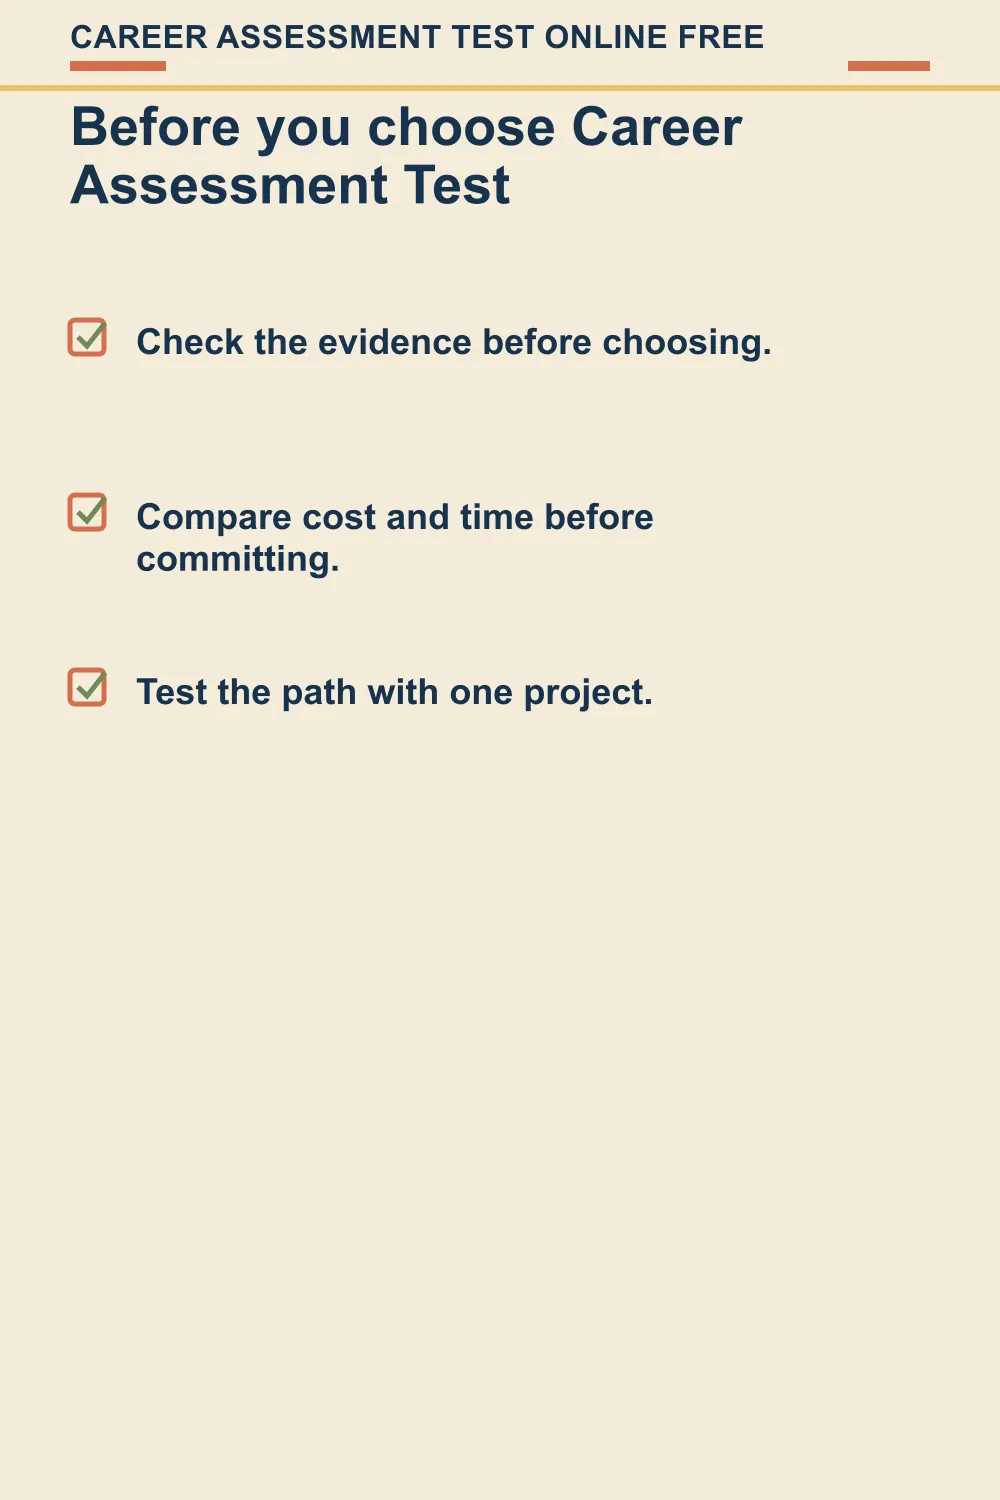 CAREER ASSESSMENT TEST ONLINE FREE
Before you choose Career
Assessment Test
Check the evidence before choosing.
Compare cost and time before
committing.
Test the path with one project.